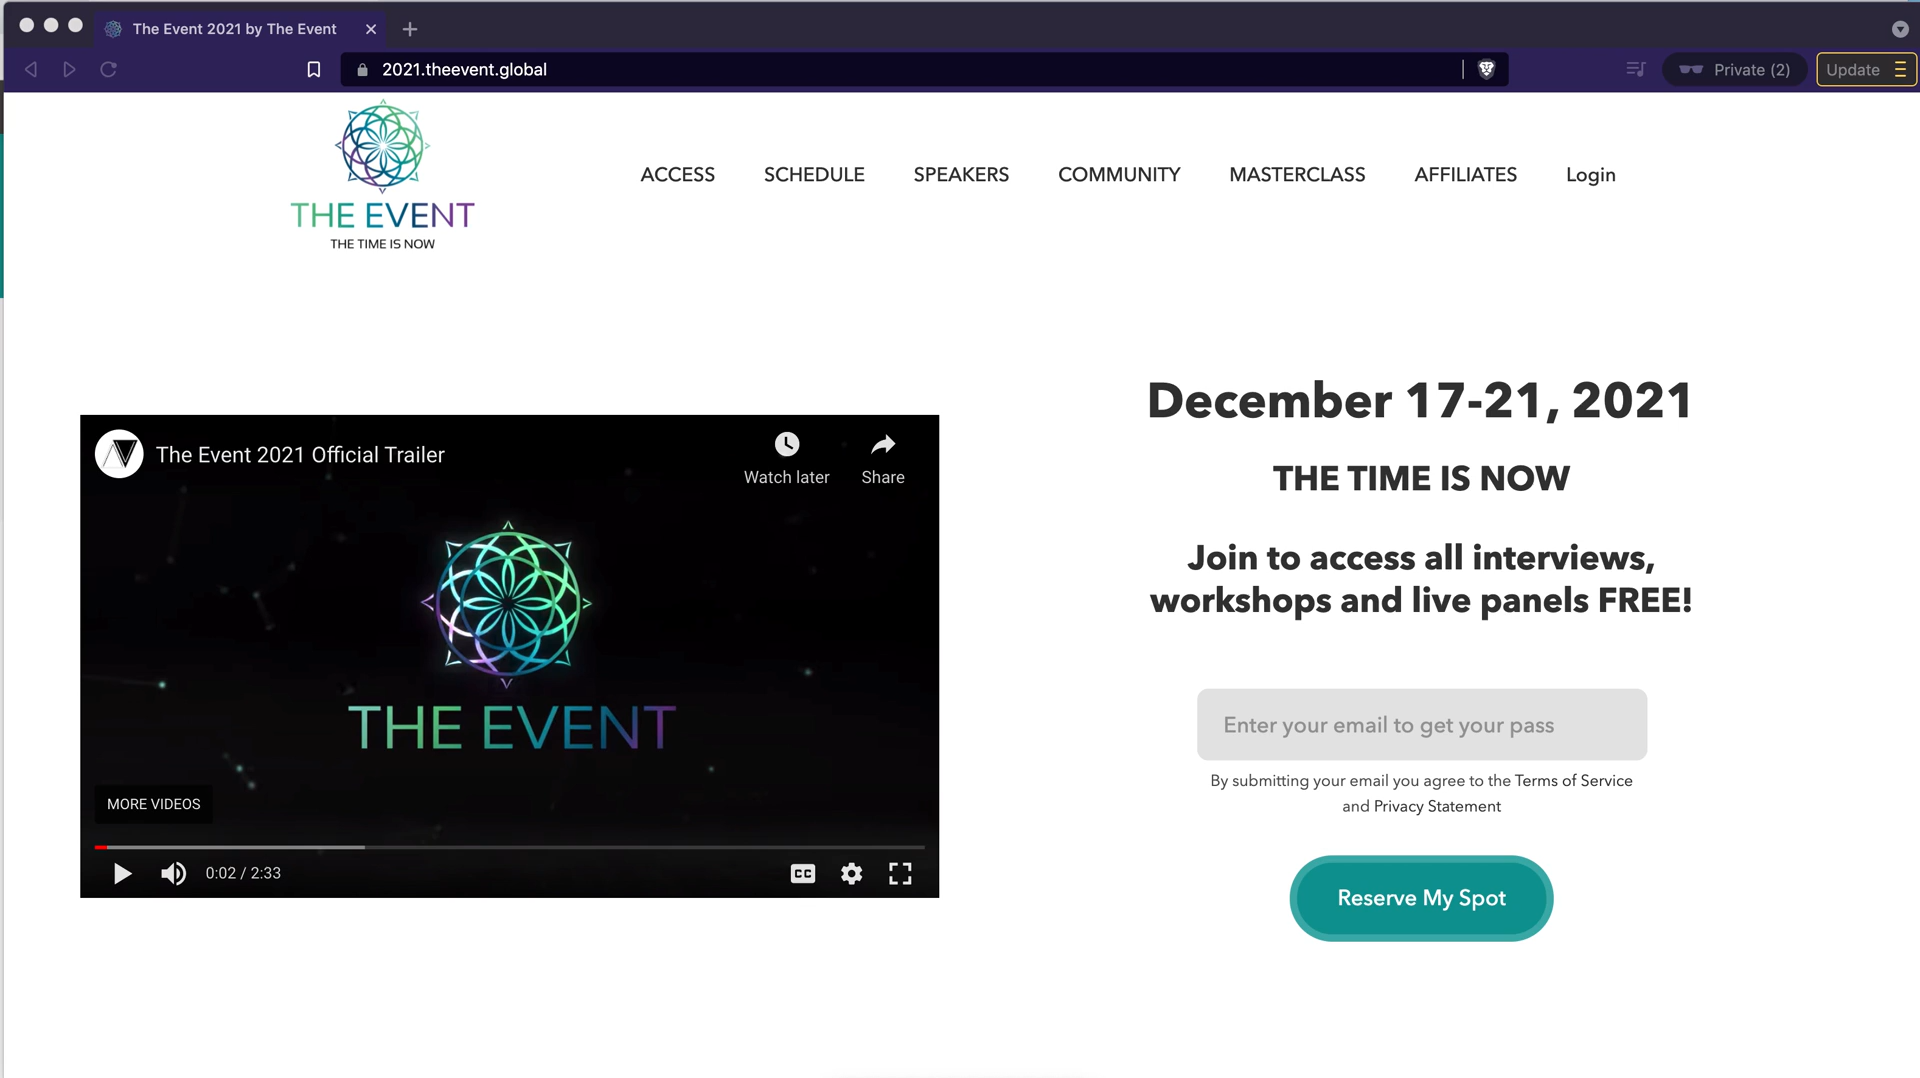 The Event 2021 by The Event
2021.theevent.global
Private (2)
Update
THE EVENT
THE TIME IS NOW
ACCESS
SCHEDULE
SPEAKERS
COMMUNITY
MASTERCLASS
AFFILIATES
Login
The Event 2021 Official Trailer
Watch later
Share
THE EVENT
MORE VIDEOS
0:02 / 2:33
CC
December 17-21, 2021
THE TIME IS NOW
Join to access all interviews,
workshops and live panels FREE!
Enter your email to get your pass
By submitting your email you agree to the Terms of Service
and Privacy Statement
Reserve My Spot